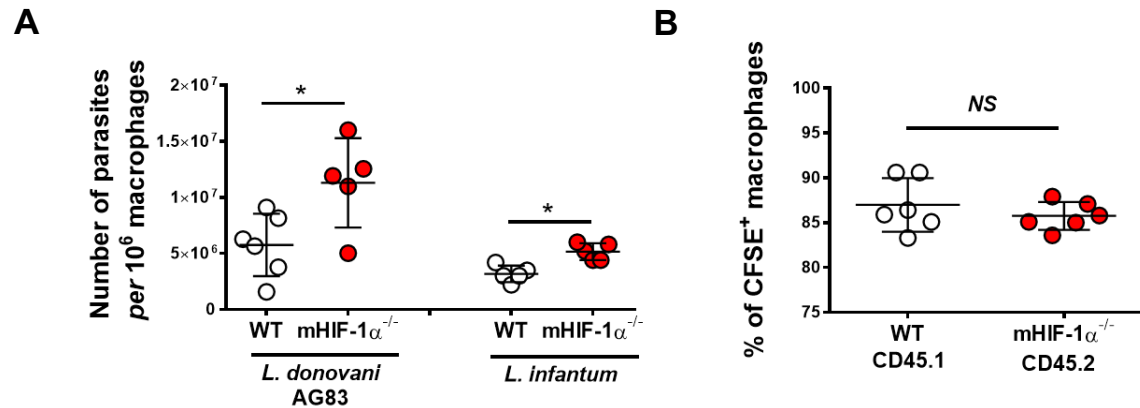 A
Number of parasites
per 10⁶ macrophages
2×10⁷
1.5×10⁷
1×10⁷
5×10⁶
0
*
*
WT mHIF-1α⁻/⁻
WT mHIF-1α⁻/⁻
L. donovani
AG83
L. infantum
B
% of CFSE⁺ macrophages
100
95
90
85
80
75
NS
WT
CD45.1
mHIF-1α⁻/⁻
CD45.2